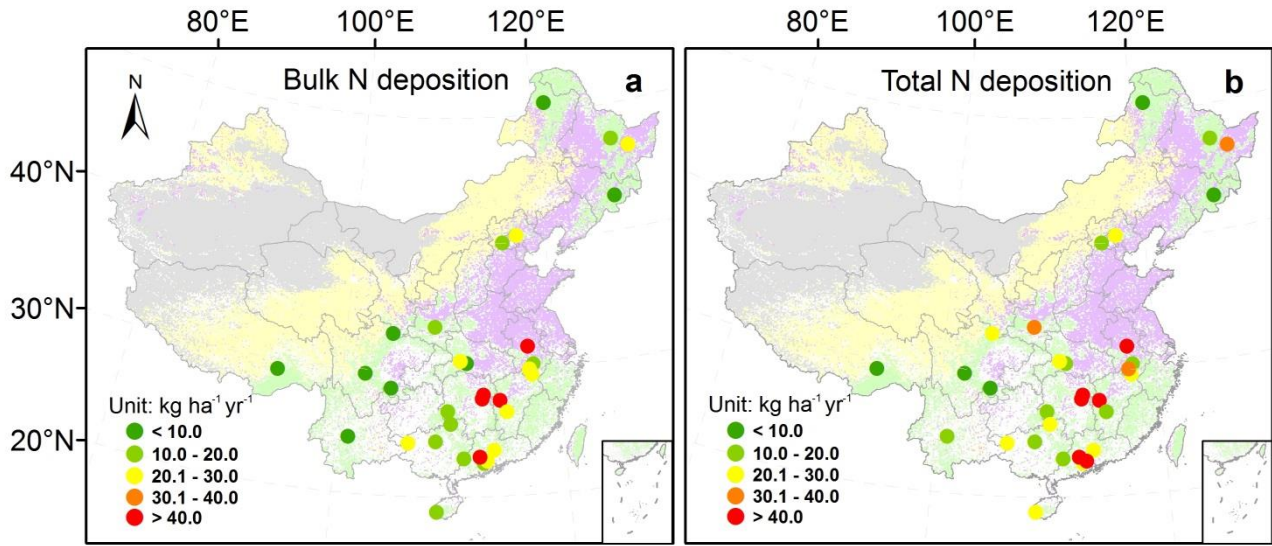 80°E 100°E 120°E 80°E 100°E 120°E
N Bulk N deposition a Total N deposition b
40°N
30°N
20°N
Unit: kg ha⁻¹ yr⁻¹
< 10.0
10.0 - 20.0
20.1 - 30.0
30.1 - 40.0
> 40.0
Unit: kg ha⁻¹ yr⁻¹
< 10.0
10.0 - 20.0
20.1 - 30.0
30.1 - 40.0
> 40.0